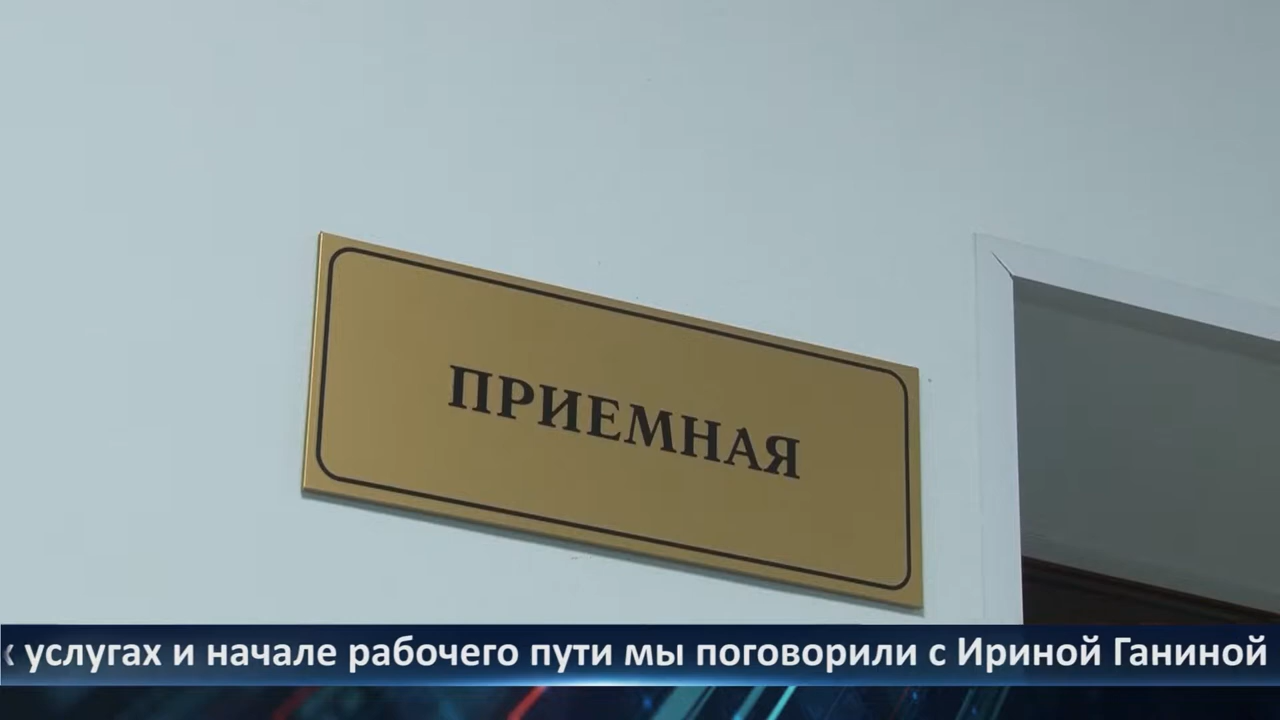 ПРИЕМНАЯ
услугах и начале рабочего пути мы поговорили с Ириной Ганиной